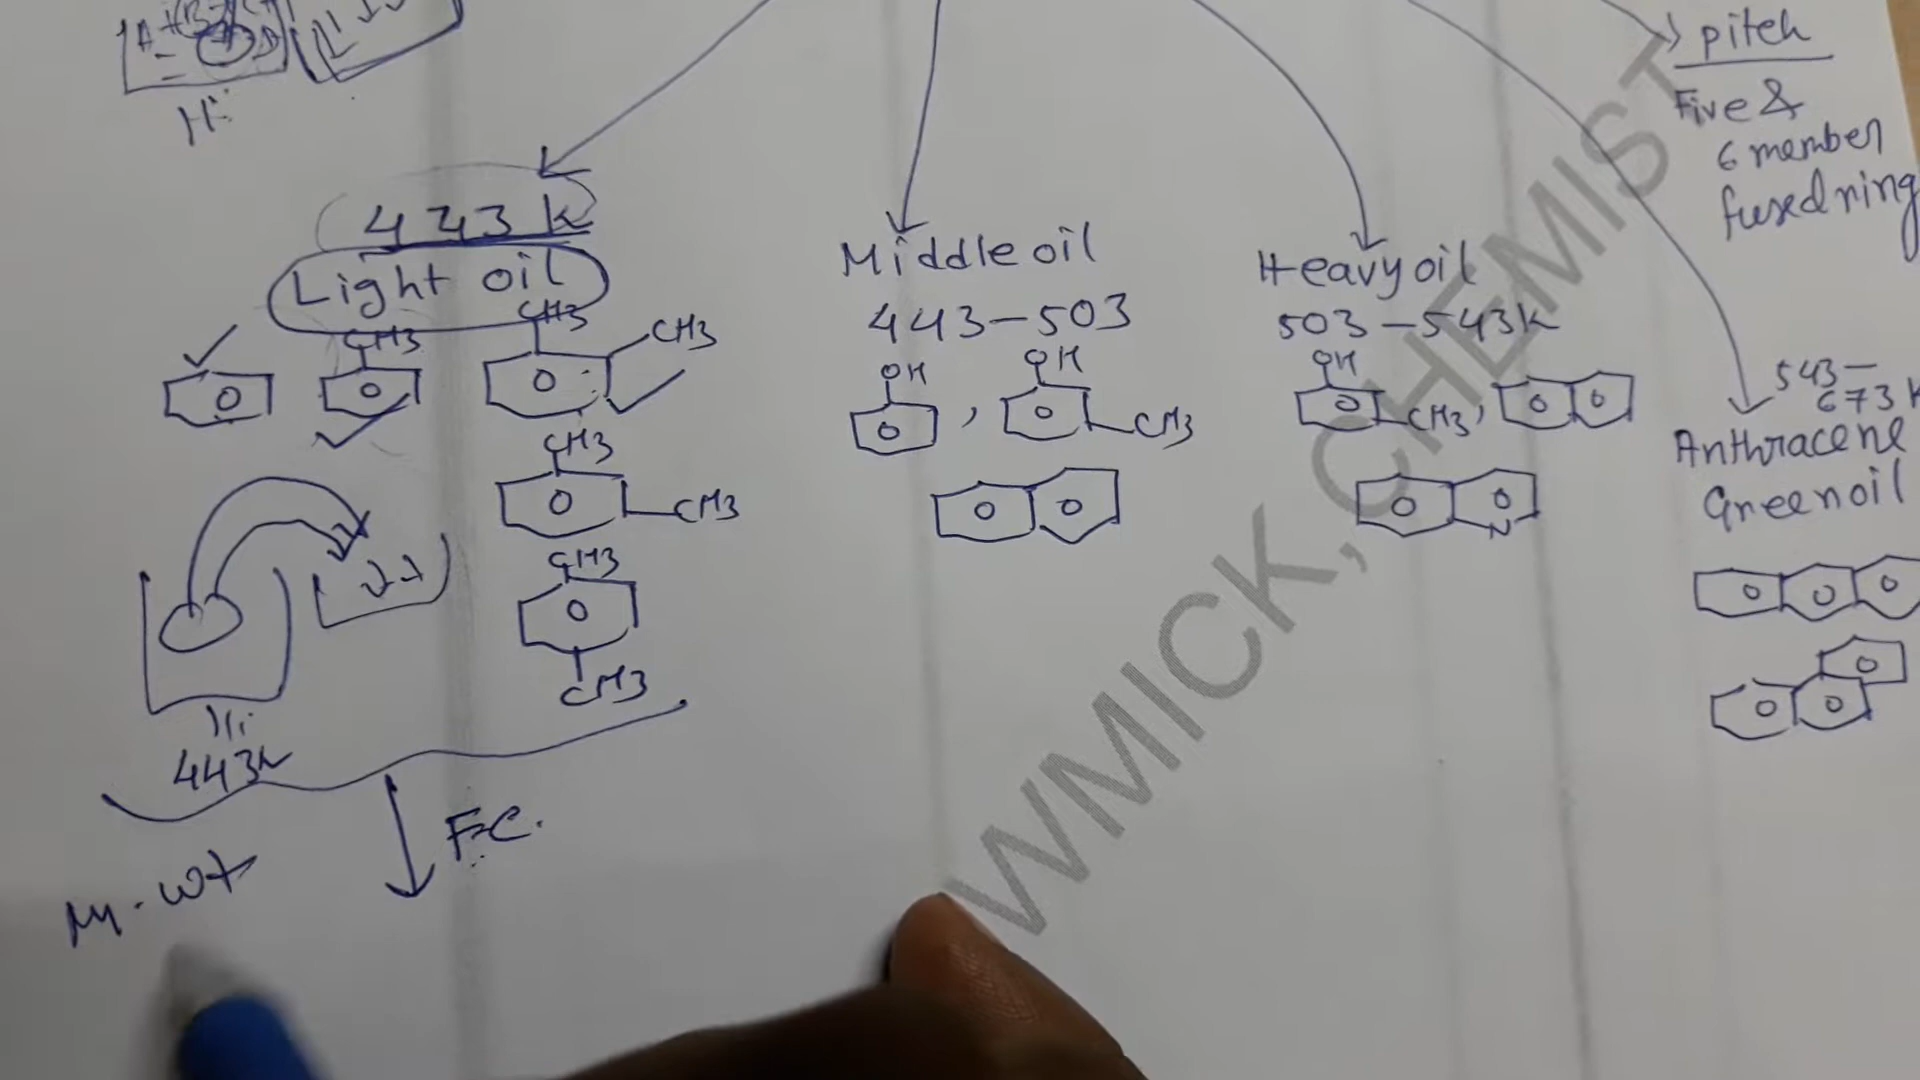 pitch
Five &
6 member
fused ring
443 K
Light oil
CH3
CH3
CH3
CH3
CH3
CH3
CH3
443K
F.C.
M. wt
Middle oil
443-503
OH
OH
, CH3
Heavy oil
503-543K
OH
CH3,
N
543-
673 K
Anthracene
Green oil
WMICK, CHEMIST